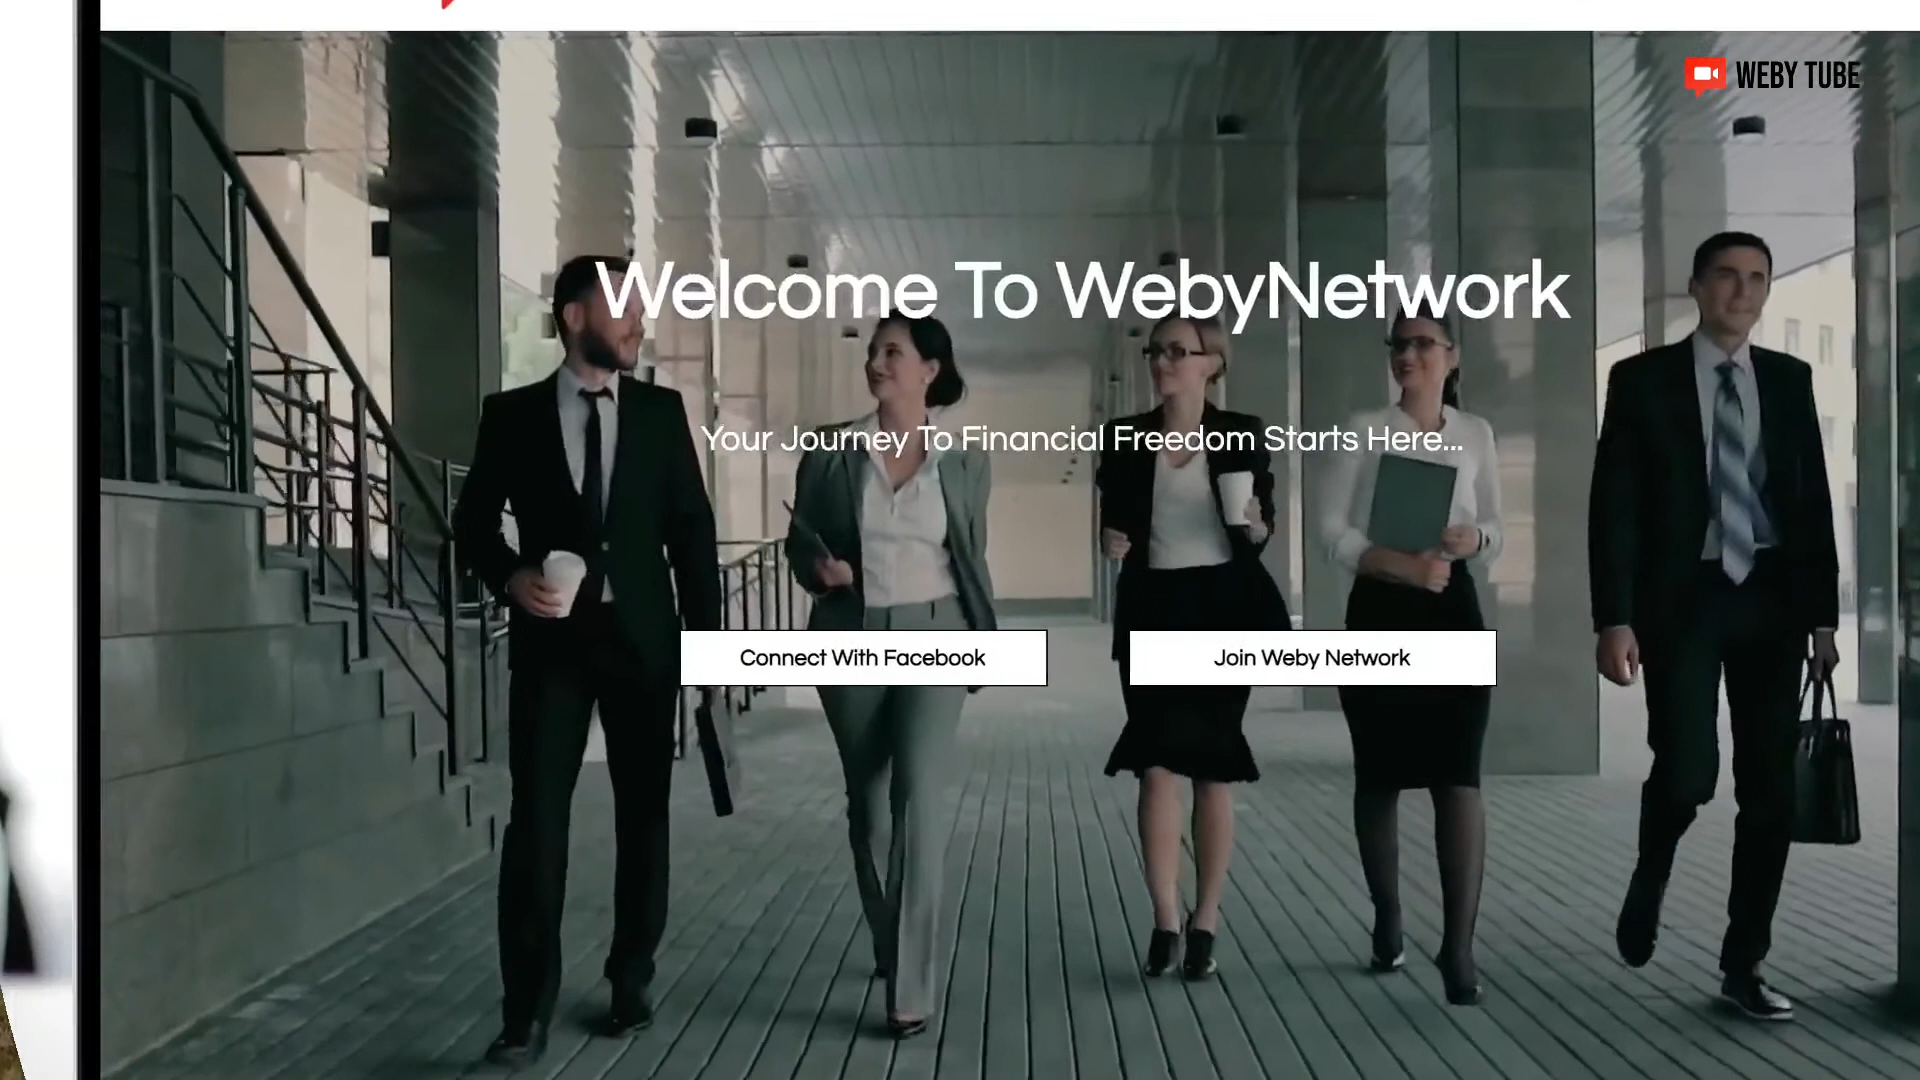 WEBY TUBE
Welcome To WebyNetwork
Your Journey To Financial Freedom Starts Here...
Connect With Facebook
Join Weby Network